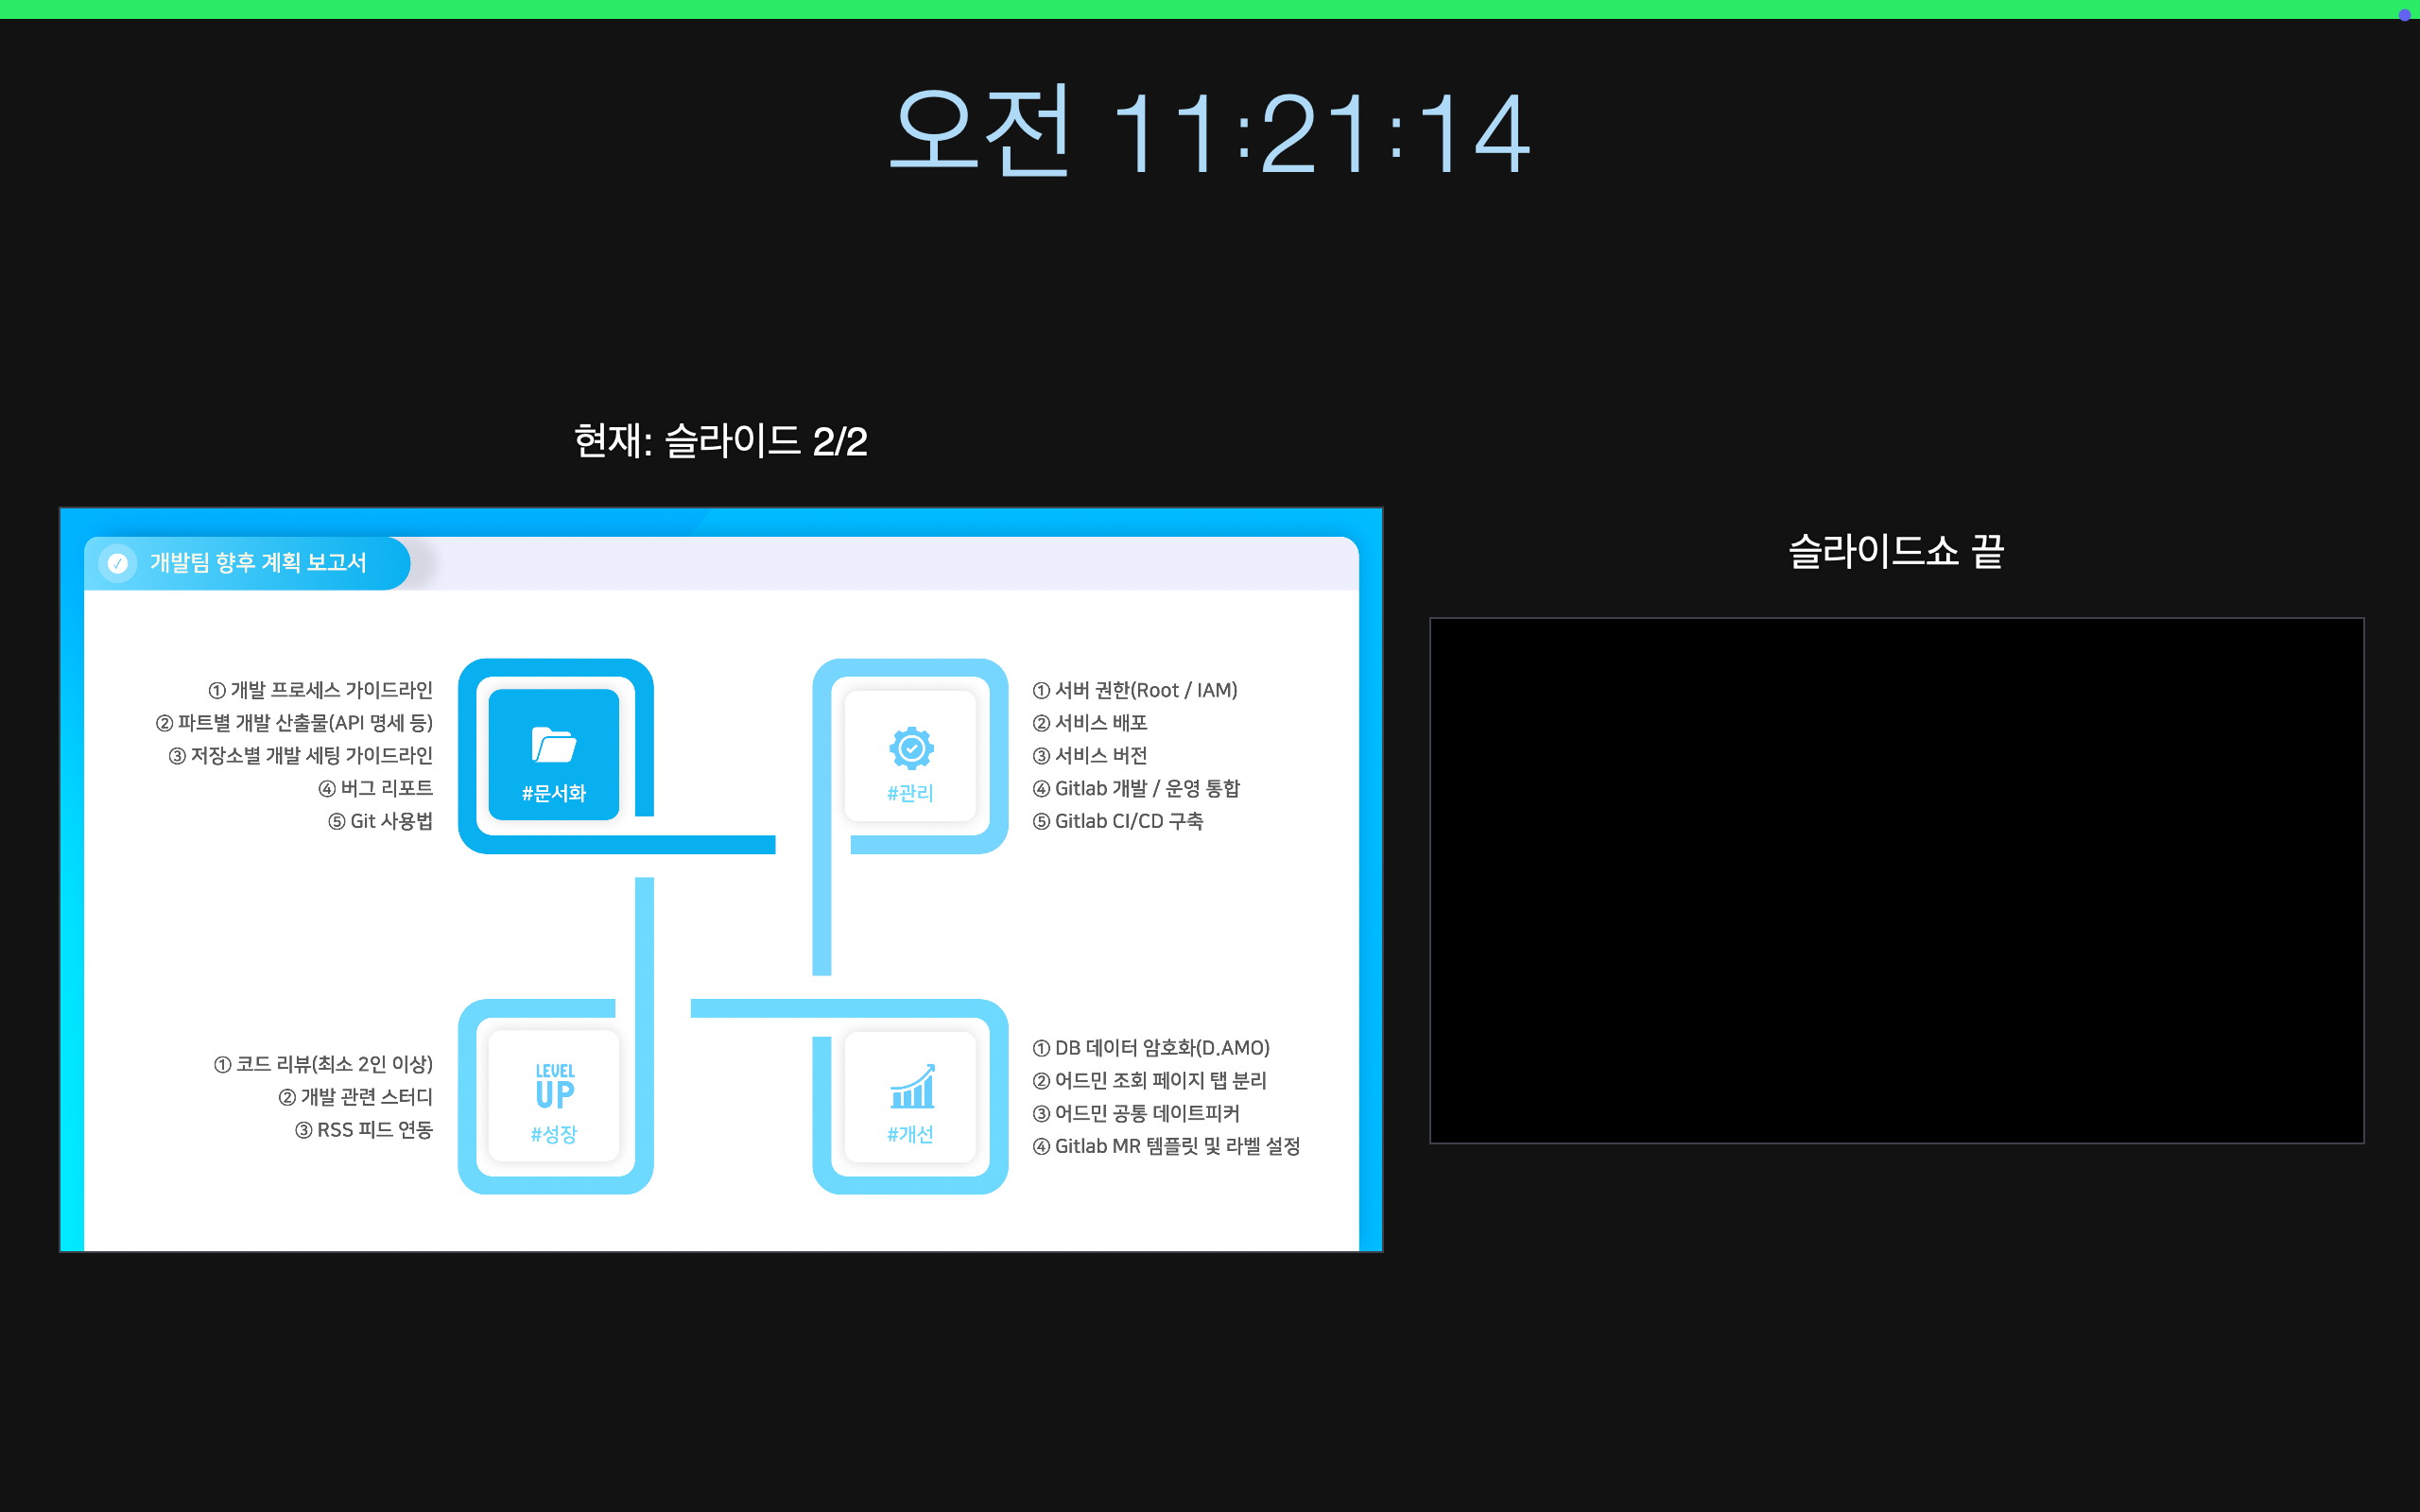 오전 11:21:14
현재: 슬라이드 2/2
개발팀 향후 계획 보고서
① 개발 프로세스 가이드라인
② 파트별 개발 산출물(API 명세 등)
③ 저장소별 개발 세팅 가이드라인
④ 버그 리포트
⑤ Git 사용법
#문서화
#관리
① 서버 권한(Root / IAM)
② 서비스 배포
③ 서비스 버전
④ Gitlab 개발 / 운영 통합
⑤ Gitlab CI/CD 구축
① 코드 리뷰(최소 2인 이상)
② 개발 관련 스터디
③ RSS 피드 연동
LEVEL
UP
#성장
#개선
① DB 데이터 암호화(D.AMO)
② 어드민 조회 페이지 탭 분리
③ 어드민 공통 데이트피커
④ Gitlab MR 템플릿 및 라벨 설정
슬라이드쇼 끝